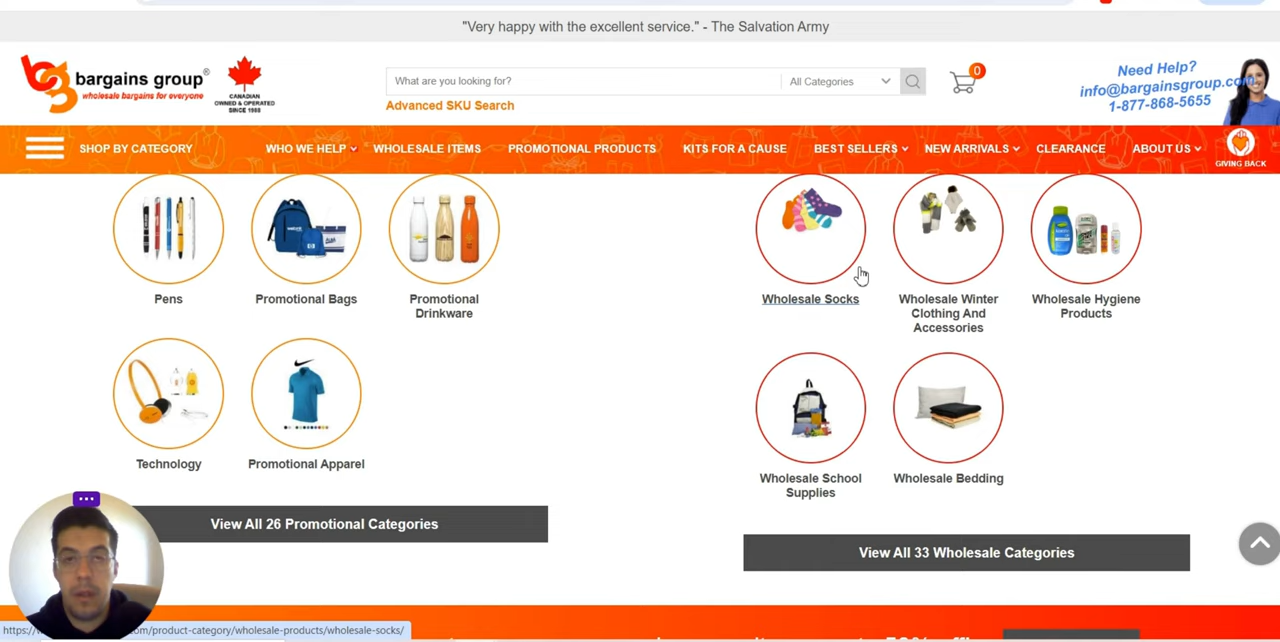 "Very happy with the excellent service." - The Salvation Army
bargains group®
wholesale bargains for everyone
CANADIAN
OWNED & OPERATED
SINCE 1988
What are you looking for?
All Categories
0
Advanced SKU Search
Need Help?
info@bargainsgroup.com
1-877-868-5655
SHOP BY CATEGORY
WHO WE HELP
WHOLESALE ITEMS
PROMOTIONAL PRODUCTS
KITS FOR A CAUSE
BEST SELLERS
NEW ARRIVALS
CLEARANCE
ABOUT US
GIVING BACK
Pens
Promotional Bags
Promotional
Drinkware
Wholesale Socks
Wholesale Winter
Clothing And
Accessories
Wholesale Hygiene
Products
Technology
Promotional Apparel
Wholesale School
Supplies
Wholesale Bedding
View All 26 Promotional Categories
View All 33 Wholesale Categories
/product-category/wholesale-products/wholesale-socks/